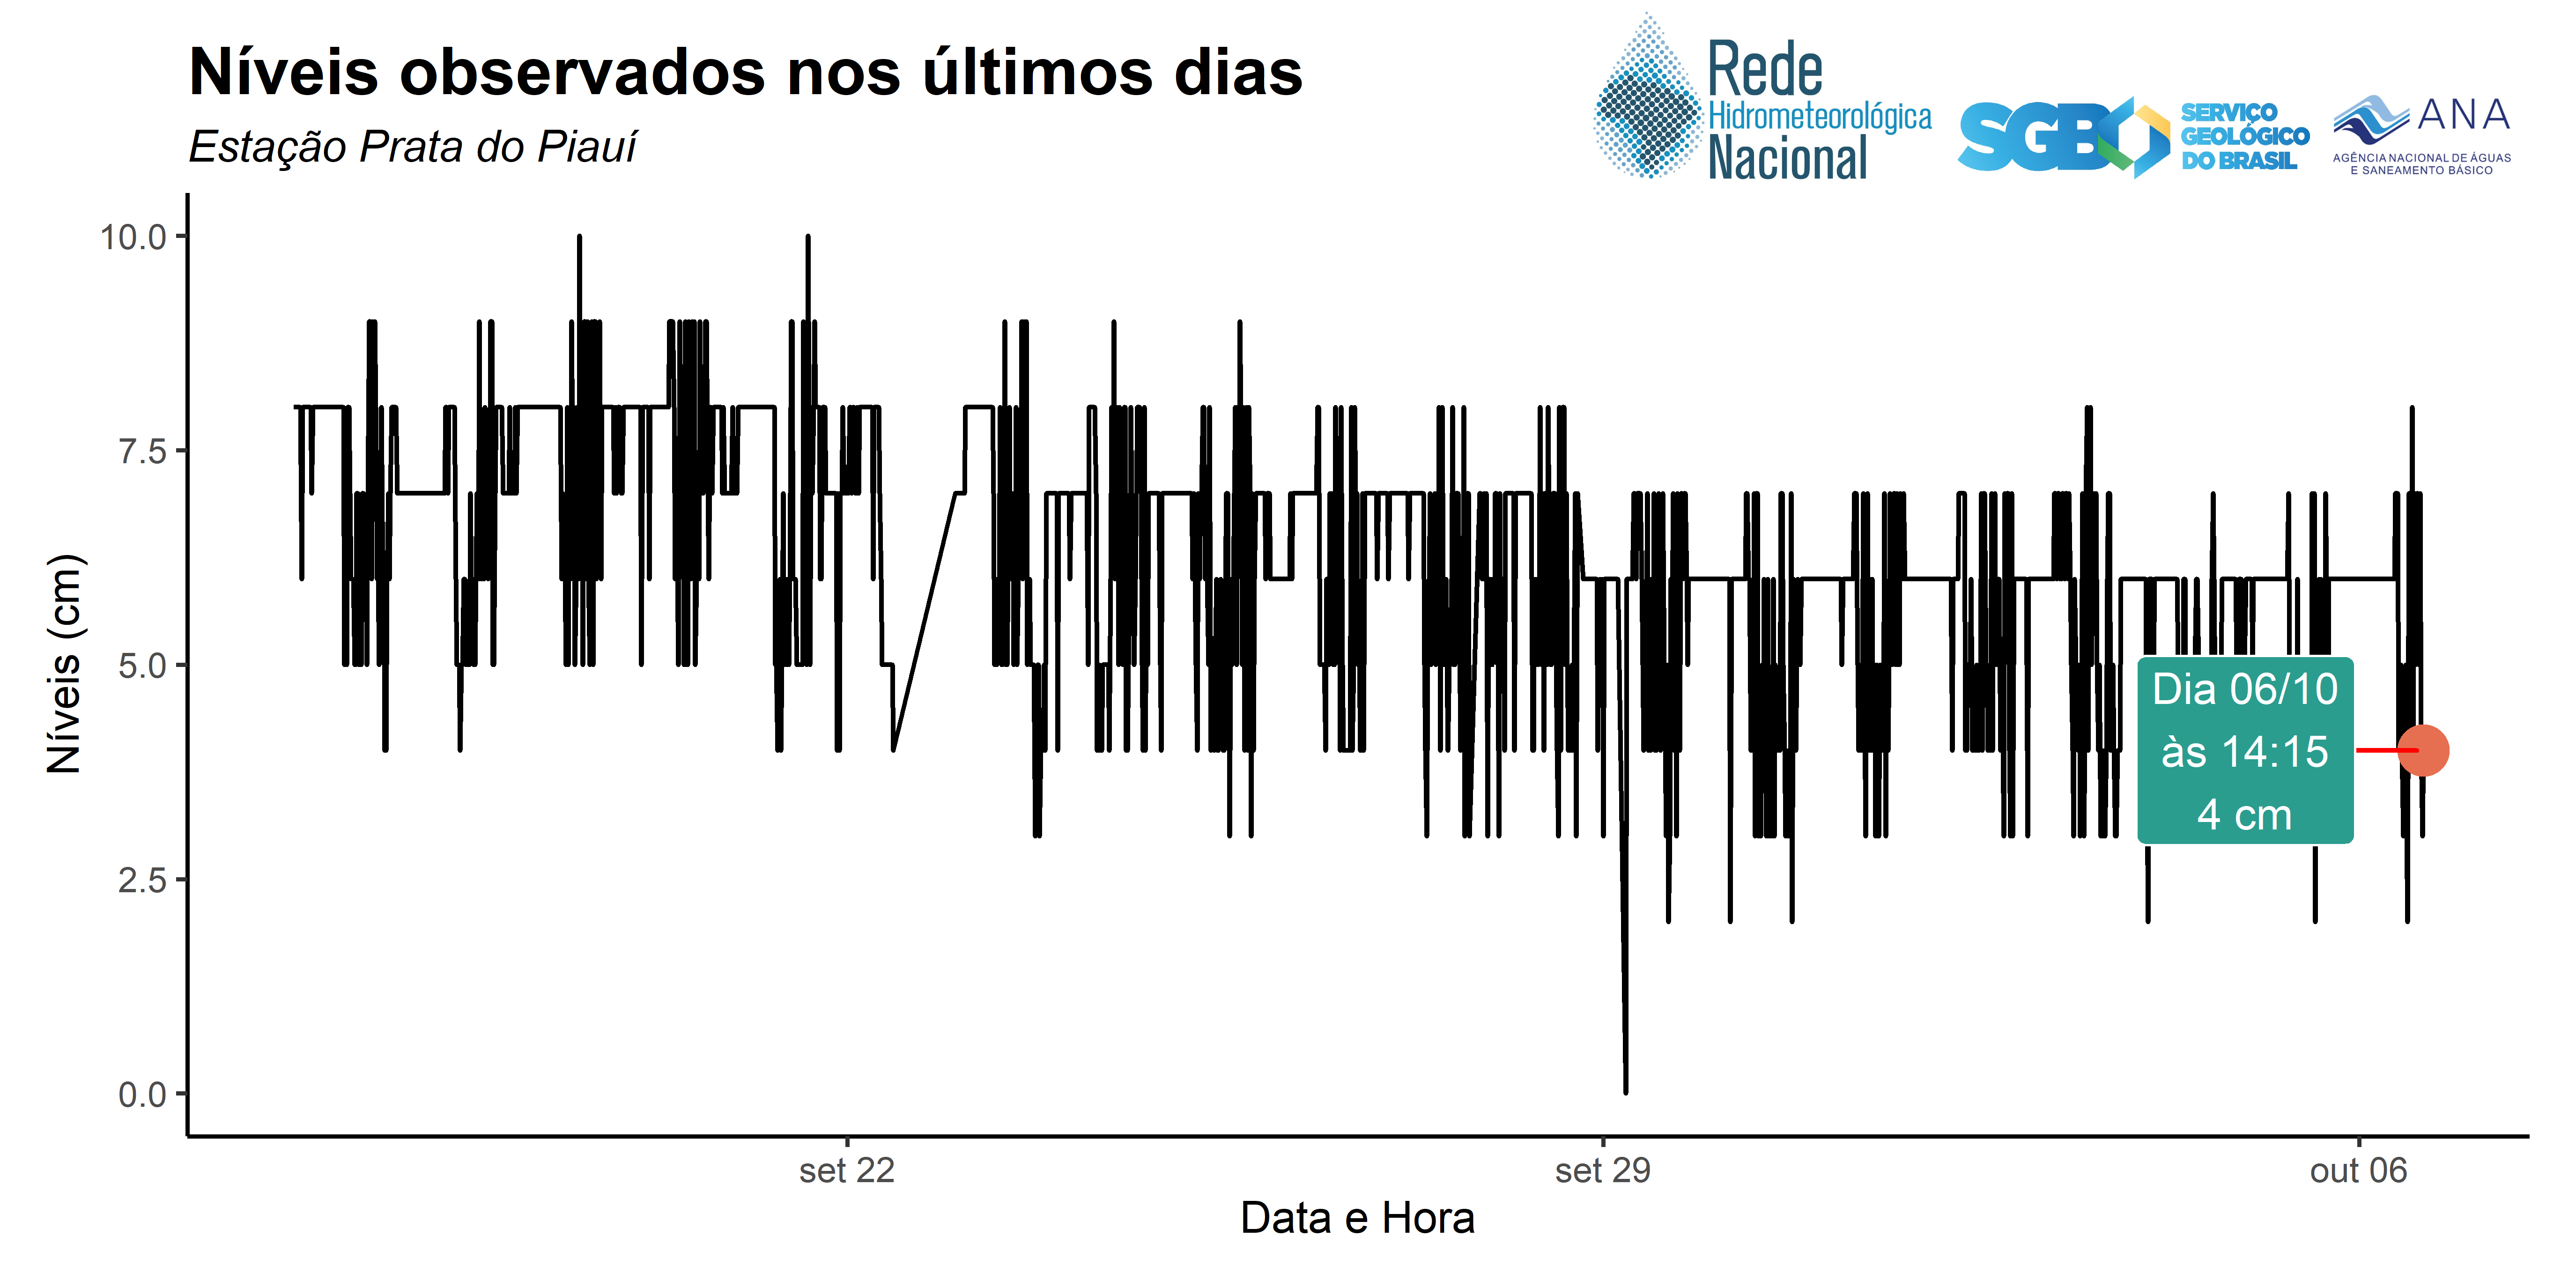 Níveis observados nos últimos dias
Estação Prata do Piauí
Rede
Hidrometeorológica
Nacional
SGB
SERVIÇO
GEOLÓGICO
DO BRASIL
ANA
AGÊNCIA NACIONAL DE ÁGUAS
E SANEAMENTO BÁSICO
Níveis (cm)
10.0
7.5
5.0
2.5
0.0
Dia 06/10
às 14:15
4 cm
set 22
set 29
out 06
Data e Hora